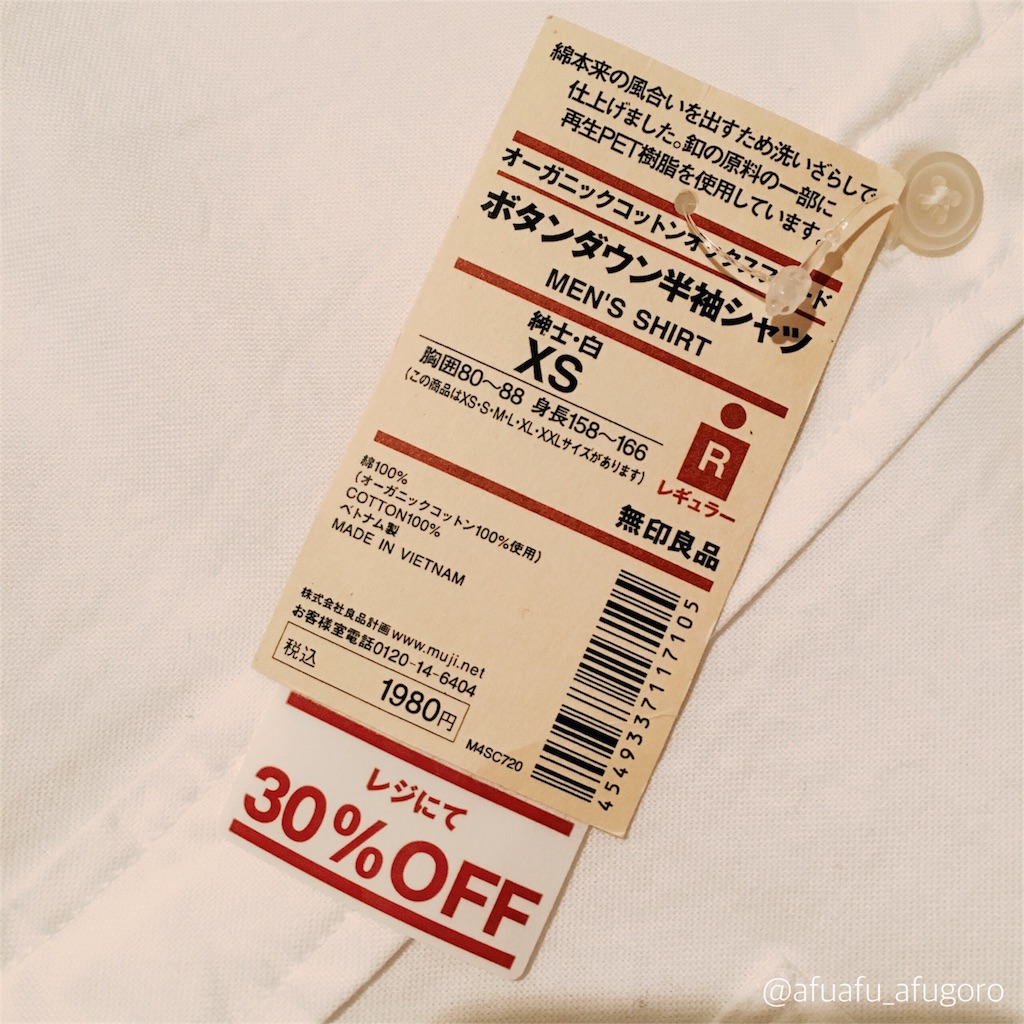 綿本来の風合いを出すため洗いざらしで
仕上げました。釦の原料の一部に
再生PET樹脂を使用しています。
オーガニックコットンオックスフォード
ボタンダウン半袖シャツ
MEN'S SHIRT
紳士・白
XS
胸囲80～88 身長158～166
(この商品はXS・S・M・L・XL・XXLサイズがあります)
R
レギュラー
無印良品
綿100%
(オーガニックコットン100%使用)
COTTON100%
ベトナム製
MADE IN VIETNAM
株式会社良品計画 www.muji.net
お客様室電話0120-14-6404
税込
1980円
M4SC720
4549337117105
レジにて
30%OFF
@afuafu_afugoro